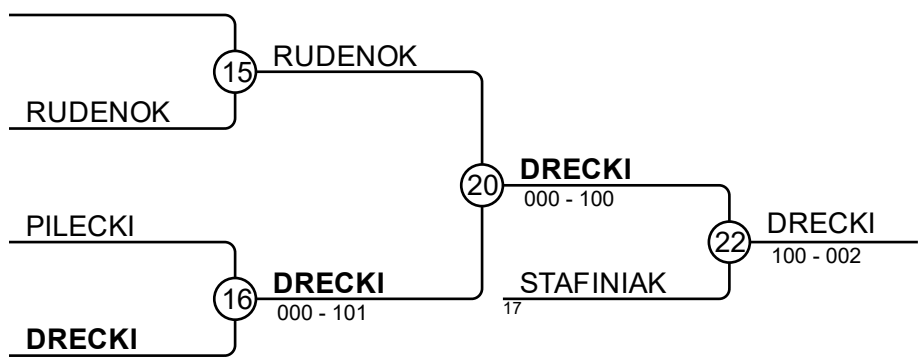 15
RUDENOK
RUDENOK
20
DRECKI
000 - 100
PILECKI
22
DRECKI
100 - 002
16
DRECKI
000 - 101
STAFINIAK
17
DRECKI